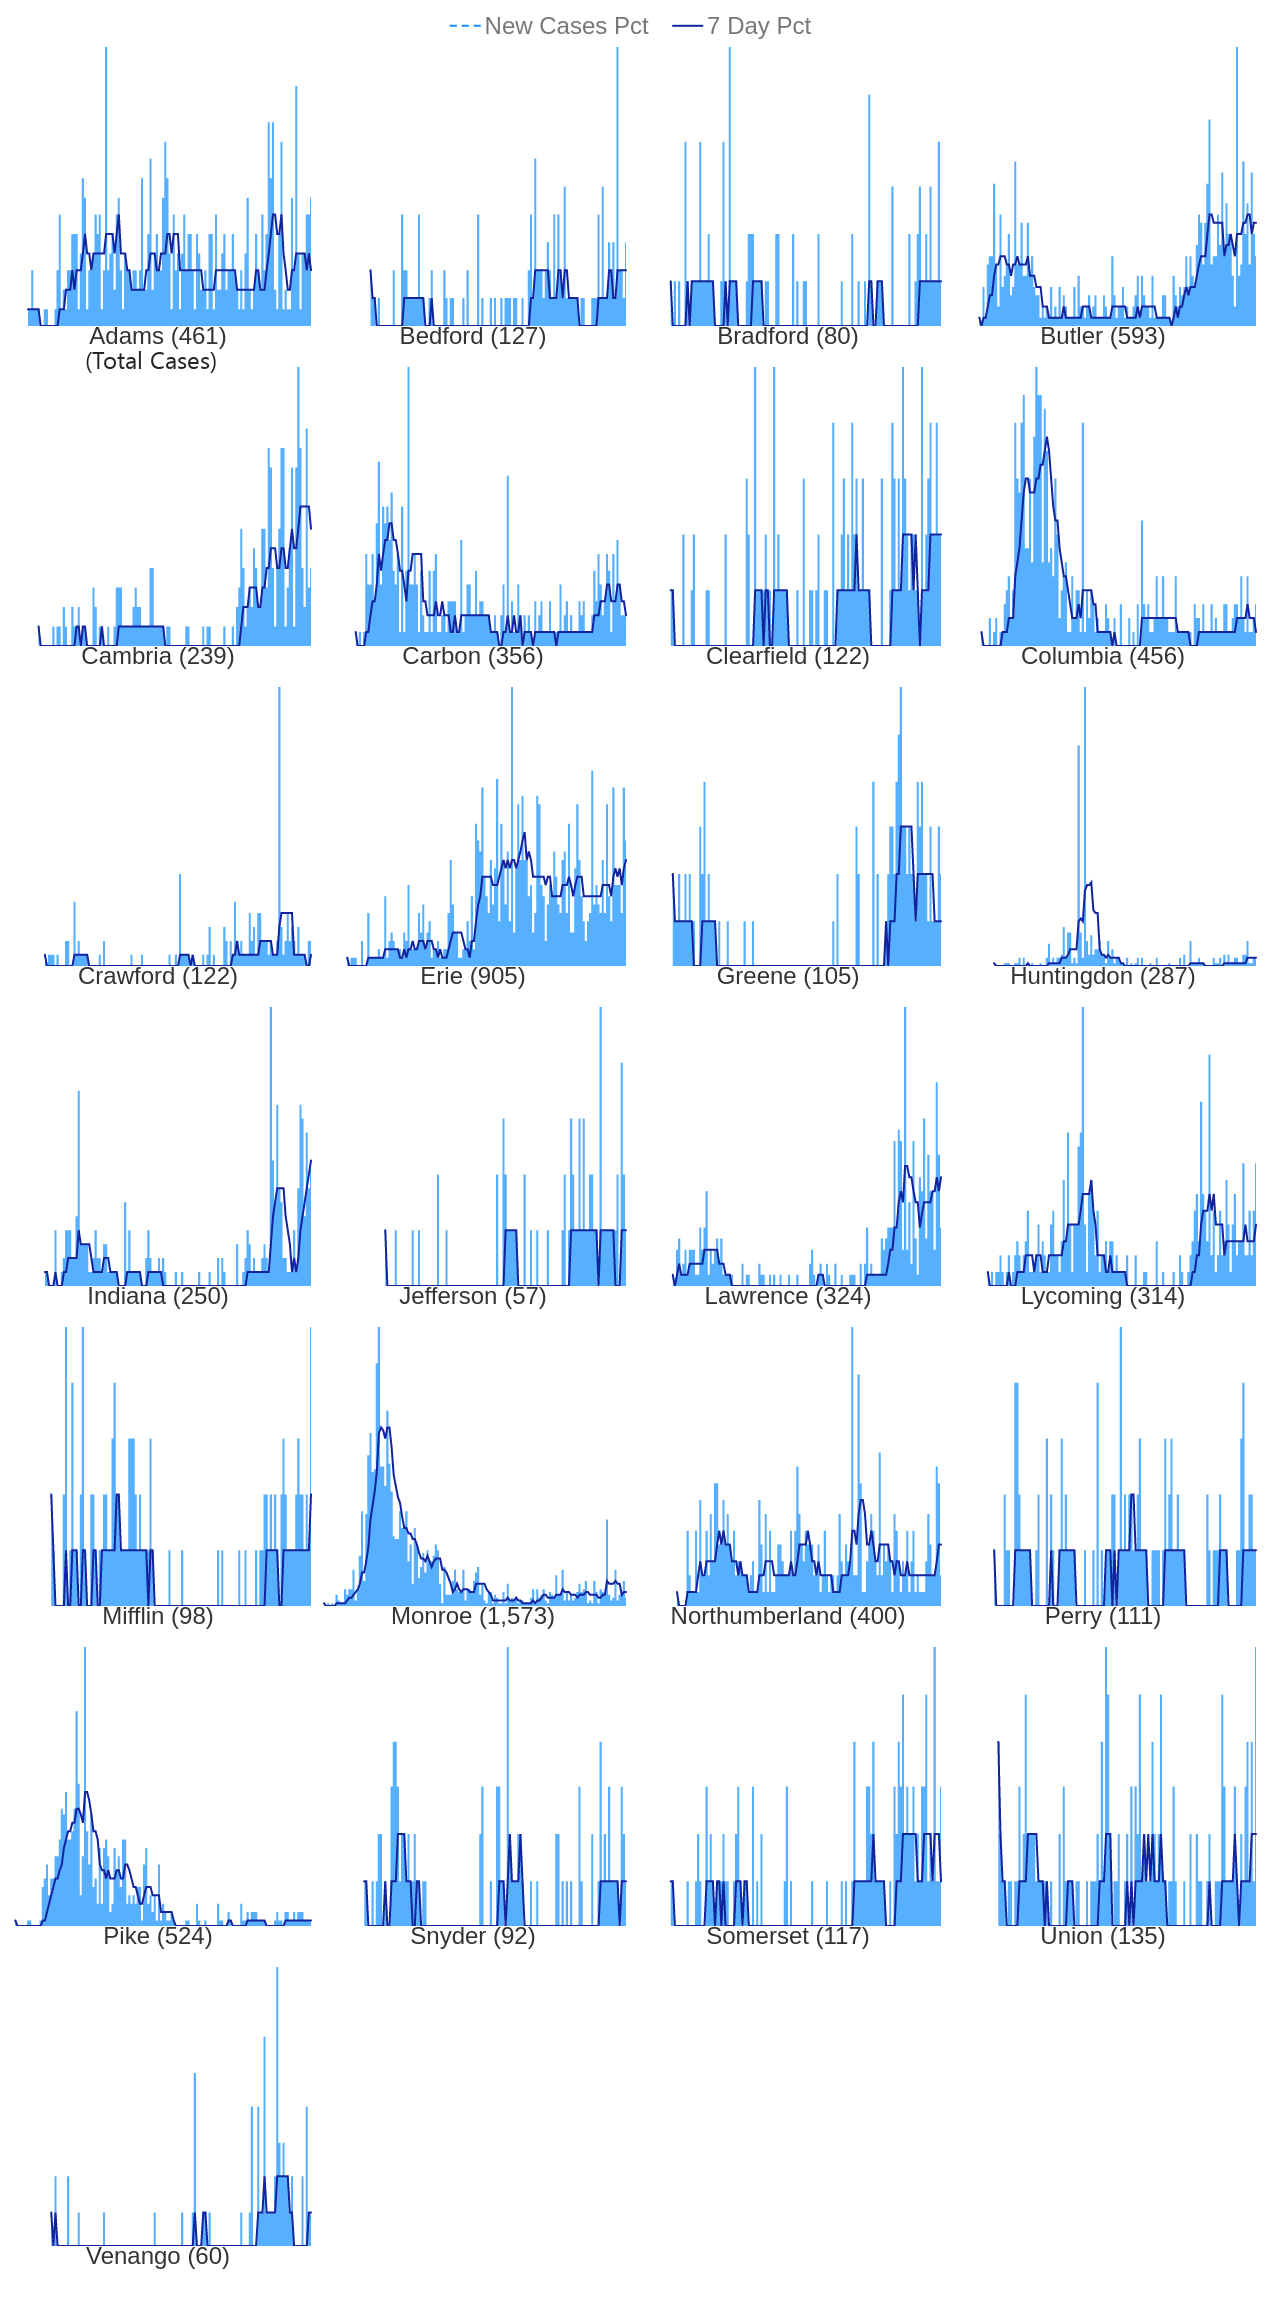 New Cases Pct 7 Day Pct
Adams (461) Bedford (127) Bradford (80) Butler (593)
(Total Cases)
Cambria (239) Carbon (356) Clearfield (122) Columbia (456)
Crawford (122) Erie (905) Greene (105) Huntingdon (287)
Indiana (250) Jefferson (57) Lawrence (324) Lycoming (314)
Mifflin (98) Monroe (1,573) Northumberland (400) Perry (111)
Pike (524) Snyder (92) Somerset (117) Union (135)
Venango (60)